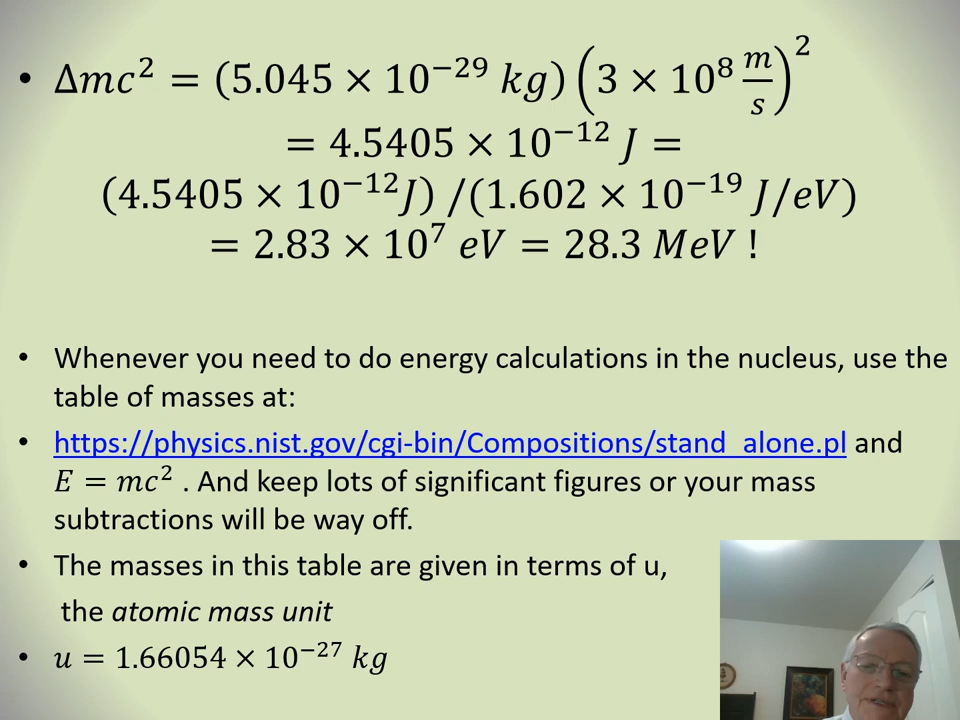 • Δmc² = (5.045 × 10⁻²⁹ kg) (3 × 10⁸ m/s)²
= 4.5405 × 10⁻¹² J =
(4.5405 × 10⁻¹² J) /(1.602 × 10⁻¹⁹ J/eV)
= 2.83 × 10⁷ eV = 28.3 MeV !
• Whenever you need to do energy calculations in the nucleus, use the
table of masses at:
• https://physics.nist.gov/cgi-bin/Compositions/stand_alone.pl and
E = mc² . And keep lots of significant figures or your mass
subtractions will be way off.
• The masses in this table are given in terms of u,
the atomic mass unit
• u = 1.66054 × 10⁻²⁷ kg